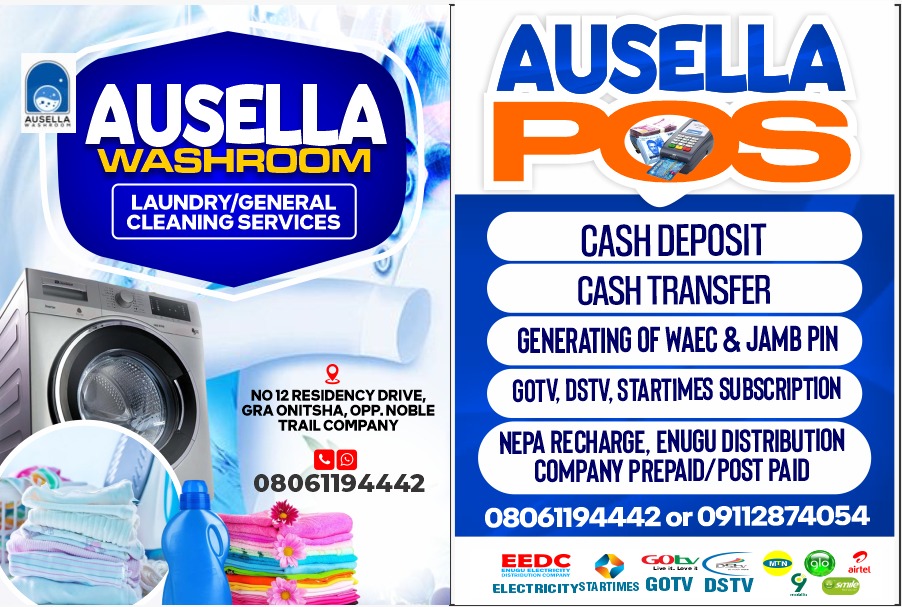 AUSELLA
WASHROOM
AUSELLA
WASHROOM
LAUNDRY/GENERAL
CLEANING SERVICES
NO 12 RESIDENCY DRIVE,
GRA ONITSHA, OPP. NOBLE
TRAIL COMPANY
08061194442
AUSELLA
POS
CASH DEPOSIT
CASH TRANSFER
GENERATING OF WAEC & JAMB PIN
GOTV, DSTV, STARTIMES SUBSCRIPTION
NEPA RECHARGE, ENUGU DISTRIBUTION
COMPANY PREPAID/POST PAID
08061194442 or 09112874054
EEDC
ENUGU ELECTRICITY
DISTRIBUTION COMPANY
ELECTRICITY
STARTIMES
GOtv
Live it. Love it
GOTV
DStv
DSTV
MTN
glo
airtel
mobile
smile